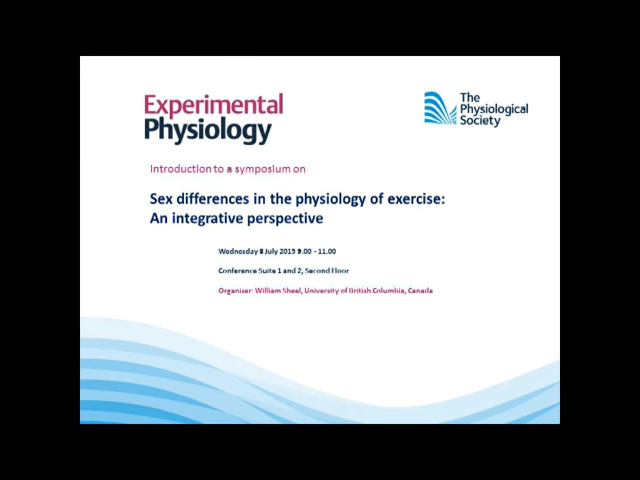 Experimental
Physiology
The
Physiological
Society
Introduction to a symposium on
Sex differences in the physiology of exercise:
An integrative perspective
Wednesday 8 July 2015 9.00 - 11.00
Conference Suite 1 and 2, Second Floor
Organiser: William Sheel, University of British Columbia, Canada